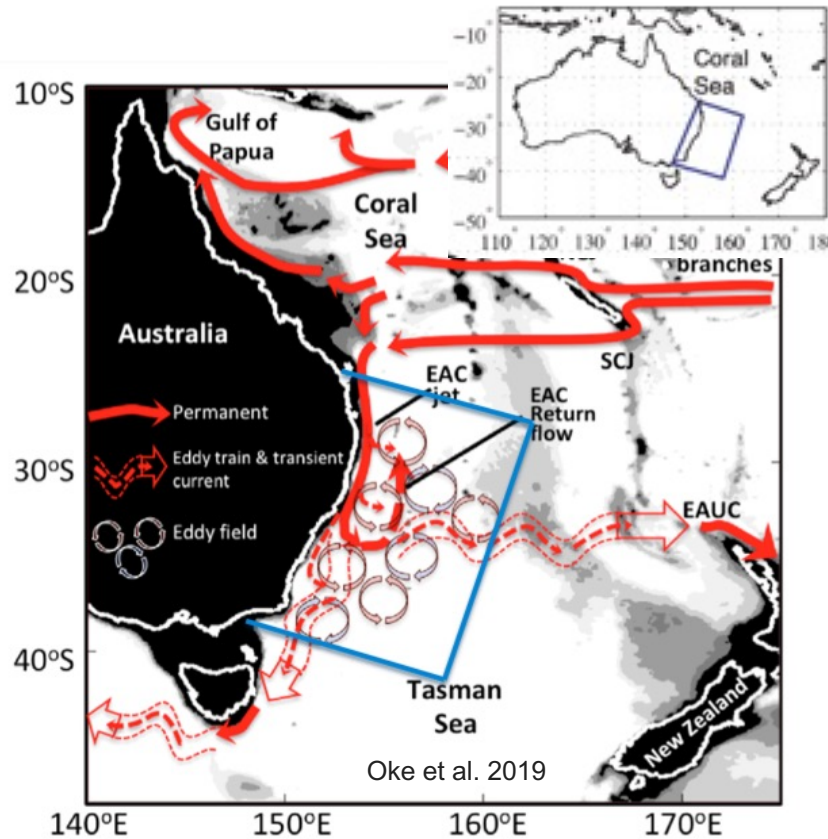 -10°
-20°
-30°
-40°
-50°
110°
120°
130°
140°
150°
160°
170°
Coral
Sea
10°S
20°S
30°S
40°S
140°E
150°E
160°E
170°E
Gulf of
Papua
Coral
Sea
branches
SCJ
Australia
EAC
jet
EAC
Return
flow
Permanent
Eddy train & transient
current
Eddy field
EAUC
Tasman
Sea
New Zealand
Oke et al. 2019